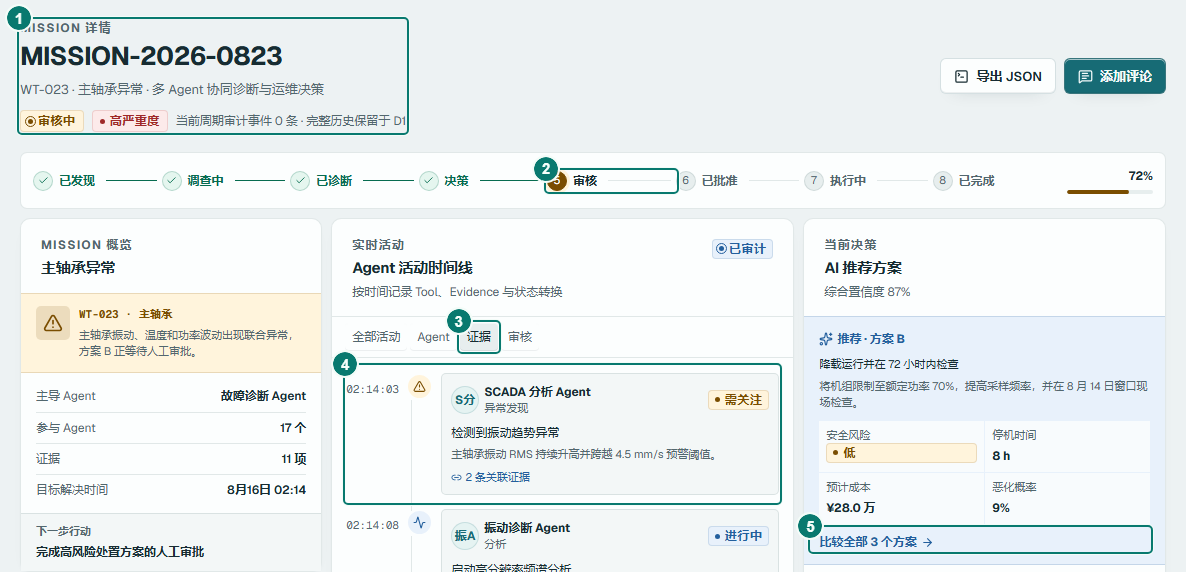 1
MISSION 详情
MISSION-2026-0823
WT-023 · 主轴承异常 · 多 Agent 协同诊断与运维决策
审核中
高严重度
当前周期审计事件 0 条 · 完整历史保留于 D1
导出 JSON
添加评论
已发现
调查中
已诊断
决策
2
5 审核
6 已批准
7 执行中
8 已完成
72%
MISSION 概览
主轴承异常
WT-023 · 主轴承
主轴承振动、温度和功率波动出现联合异常，
方案 B 正等待人工审批。
主导 Agent 故障诊断 Agent
参与 Agent 17 个
证据 11 项
目标解决时间 8月16日 02:14
下一步行动
完成高风险处置方案的人工审批
实时活动
Agent 活动时间线
按时间记录 Tool、Evidence 与状态转换
已审计
3
全部活动 Agent 证据 审核
4
02:14:03
S分
SCADA 分析 Agent
异常发现
需关注
检测到振动趋势异常
主轴承振动 RMS 持续升高并跨越 4.5 mm/s 预警阈值。
2 条关联证据
02:14:08
振A
振动诊断 Agent
分析
进行中
启动高分辨率频谱分析
当前决策
AI 推荐方案
综合置信度 87%
推荐 · 方案 B
降载运行并在 72 小时内检查
将机组限制至额定功率 70%，提高采样频率，并在 8 月 14 日窗口现
场检查。
安全风险
低
停机时间
8 h
预计成本
¥28.0 万
恶化概率
9%
5
比较全部 3 个方案 →